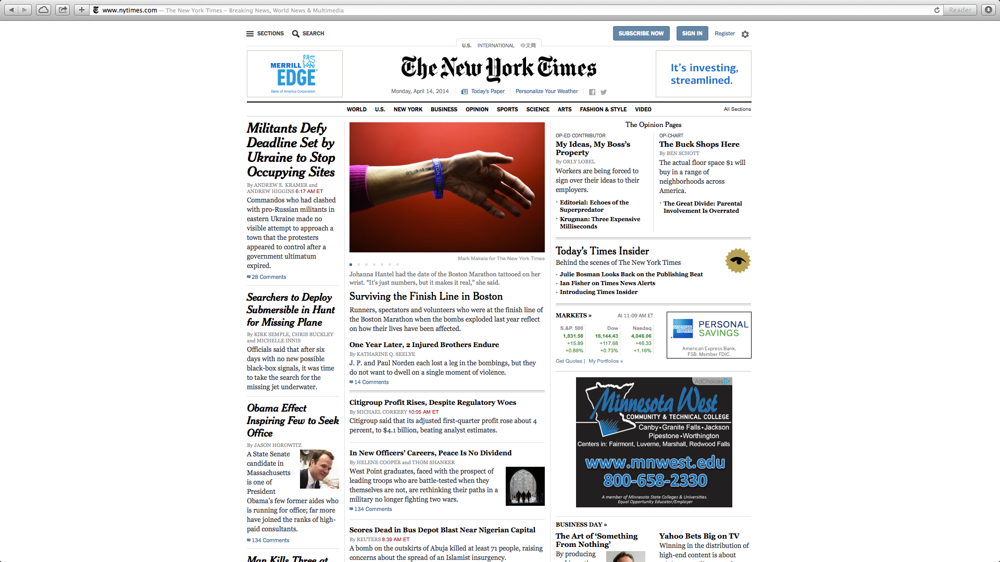 www.nytimes.com — The New York Times – Breaking News, World News & Multimedia
Reader
SECTIONS
SEARCH
SUBSCRIBE NOW
SIGN IN
Register
U.S.
INTERNATIONAL
中文网
MERRILL
EDGE
Bank of America Corporation
The New York Times
It's investing,
streamlined.
Monday, April 14, 2014
Today's Paper
Personalize Your Weather
WORLD U.S. NEW YORK BUSINESS OPINION SPORTS SCIENCE ARTS FASHION & STYLE VIDEO
All Sections
Militants Defy
Deadline Set by
Ukraine to Stop
Occupying Sites
By ANDREW E. KRAMER and
ANDREW HIGGINS 6:17 AM ET
Commandos who had clashed
with pro-Russian militants in
eastern Ukraine made no
visible attempt to approach a
town that the protesters
appeared to control after a
government ultimatum
expired.
28 Comments
Searchers to Deploy
Submersible in Hunt
for Missing Plane
By KIRK SEMPLE, CHRIS BUCKLEY
and MICHELLE INNIS
Officials said that after six
days with no new possible
black-box signals, it was time
to take the search for the
missing jet underwater.
Obama Effect
Inspiring Few to Seek
Office
By JASON HOROWITZ
A State Senate
candidate in
Massachusetts
is one of
President
Obama's few former aides who
is running for office; far more
have joined the ranks of high-
paid consultants.
134 Comments
Man Kills Three at
04-15-13
BOSTON STRONG
Mark Makela for The New York Times
Johanna Hantel had the date of the Boston Marathon tattooed on her
wrist. “It's just numbers, but it makes it real,” she said.
Surviving the Finish Line in Boston
Runners, spectators and volunteers who were at the finish line of
the Boston Marathon when the bombs exploded last year reflect
on how their lives have been affected.
One Year Later, 2 Injured Brothers Endure
By KATHARINE Q. SEELYE
J. P. and Paul Norden each lost a leg in the bombings, but they
do not want to dwell on a single moment of violence.
14 Comments
Citigroup Profit Rises, Despite Regulatory Woes
By MICHAEL CORKERY 10:05 AM ET
Citigroup said that its adjusted first-quarter profit rose about 4
percent, to $4.1 billion, beating analyst estimates.
In New Officers' Careers, Peace Is No Dividend
By HELENE COOPER and THOM SHANKER
West Point graduates, faced with the prospect of
leading troops who are battle-tested when they
themselves are not, are rethinking their paths in a
military no longer fighting two wars.
134 Comments
Scores Dead in Bus Depot Blast Near Nigerian Capital
By REUTERS 8:39 AM ET
A bomb on the outskirts of Abuja killed at least 71 people, raising
concerns about the spread of an Islamist insurgency.
The Opinion Pages
OP-ED CONTRIBUTOR
My Ideas, My Boss's
Property
By ORLY LOBEL
Workers are being forced to
sign over their ideas to their
employers.
Editorial: Echoes of the
Superpredator
Krugman: Three Expensive
Milliseconds
OP-CHART
The Buck Shops Here
By BEN SCHOTT
The actual floor space $1 will
buy in a range of
neighborhoods across
America.
The Great Divide: Parental
Involvement Is Overrated
Today's Times Insider
Behind the scenes of The New York Times
Julie Bosman Looks Back on the Publishing Beat
Ian Fisher on Times News Alerts
Introducing Times Insider
MARKETS »
At 11:09 AM ET
S.&P. 500 Dow Nasdaq
1,831.58 16,144.43 4,046.06
+15.89 +117.68 +46.33
+0.88% +0.73% +1.16%
Get Quotes | My Portfolios »
AMERICAN EXPRESS
PERSONAL
SAVINGS
American Express Bank,
FSB. Member FDIC.
AdChoices
Minnesota West
COMMUNITY & TECHNICAL COLLEGE
Canby•Granite Falls•Jackson
Pipestone•Worthington
Centers in: Fairmont, Luverne, Marshall, Redwood Falls
www.mnwest.edu
800-658-2330
A member of Minnesota State Colleges & Universities.
Equal Opportunity Educator/Employer
BUSINESS DAY »
The Art of ‘Something
From Nothing’
By producing
Yahoo Bets Big on TV
Winning in the distribution of
high-end content is about